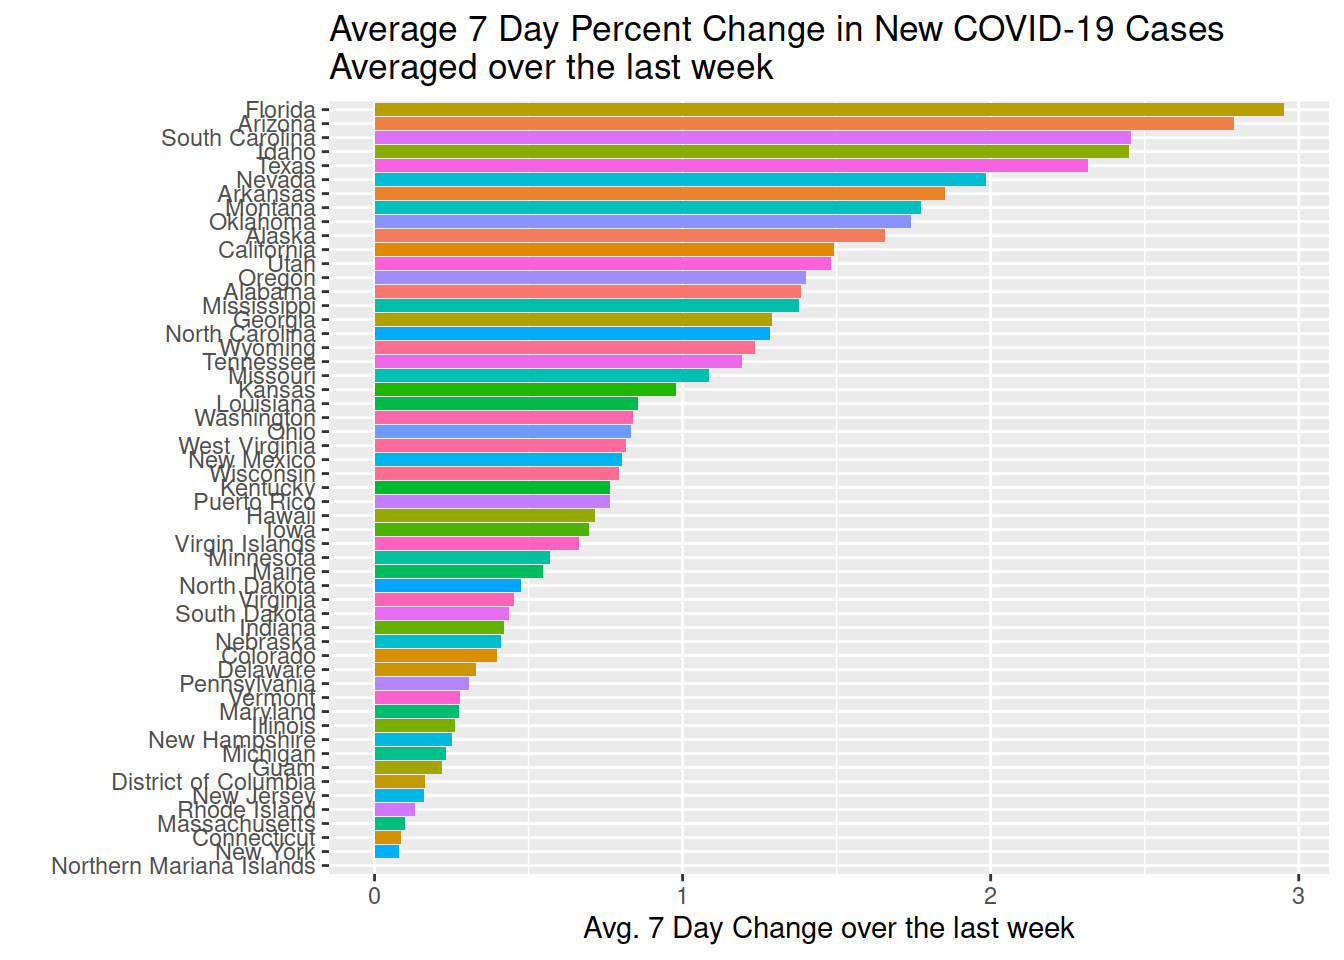 Average 7 Day Percent Change in New COVID-19 Cases
Averaged over the last week
Florida
Arizona
South Carolina
Idaho
Texas
Nevada
Arkansas
Montana
Oklahoma
Alaska
California
Utah
Oregon
Alabama
Mississippi
Georgia
North Carolina
Wyoming
Tennessee
Missouri
Kansas
Louisiana
Washington
Ohio
West Virginia
New Mexico
Wisconsin
Kentucky
Puerto Rico
Hawaii
Iowa
Virgin Islands
Minnesota
Maine
North Dakota
Virginia
South Dakota
Indiana
Nebraska
Colorado
Delaware
Pennsylvania
Vermont
Maryland
Illinois
New Hampshire
Michigan
Guam
District of Columbia
New Jersey
Rhode Island
Massachusetts
Connecticut
New York
Northern Mariana Islands
0 1 2 3
Avg. 7 Day Change over the last week